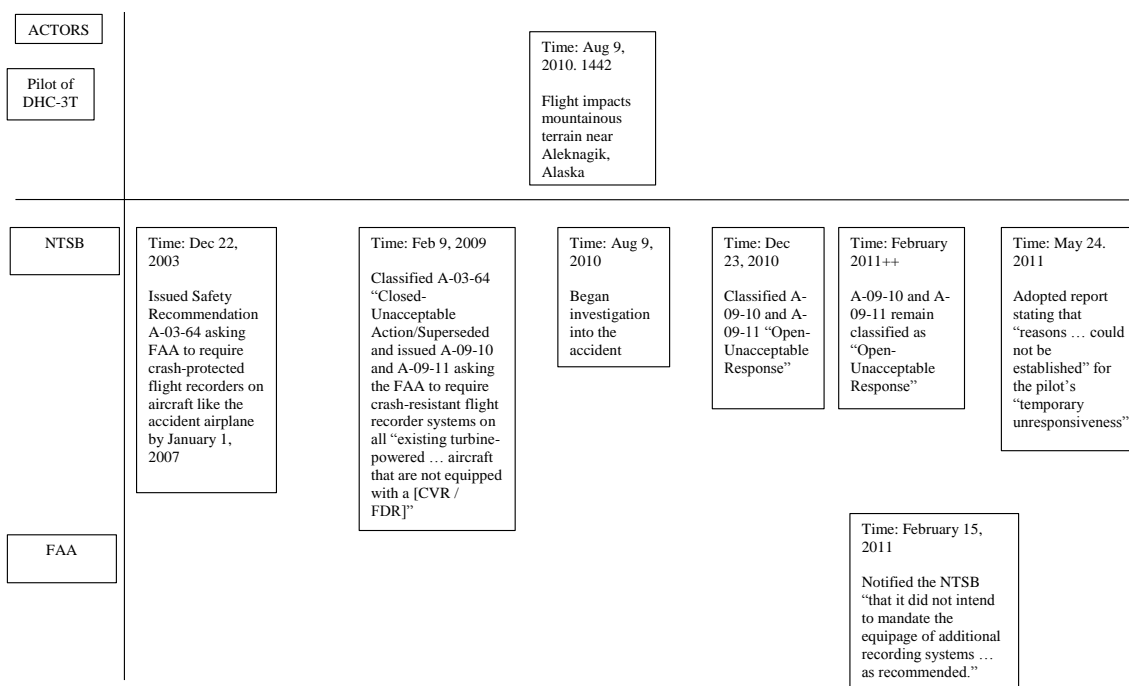 ACTORS
Pilot of
DHC-3T
Time: Aug 9,
2010. 1442
Flight impacts
mountainous
terrain near
Aleknagik,
Alaska
NTSB
Time: Dec 22,
2003
Issued Safety
Recommendation
A-03-64 asking
FAA to require
crash-protected
flight recorders on
aircraft like the
accident airplane
by January 1,
2007
Time: Feb 9, 2009
Classified A-03-64
“Closed-
Unacceptable
Action/Superseded
and issued A-09-10
and A-09-11 asking
the FAA to require
crash-resistant flight
recorder systems on
all “existing turbine-
powered … aircraft
that are not equipped
with a [CVR /
FDR]”
Time: Aug 9,
2010
Began
investigation
into the
accident
Time: Dec
23, 2010
Classified A-
09-10 and A-
09-11 “Open-
Unacceptable
Response”
Time: February
2011++
A-09-10 and A-
09-11 remain
classified as
“Open-
Unacceptable
Response”
Time: May 24.
2011
Adopted report
stating that
“reasons … could
not be
established” for
the pilot’s
“temporary
unresponsiveness”
FAA
Time: February 15,
2011
Notified the NTSB
“that it did not intend
to mandate the
equipage of additional
recording systems …
as recommended.”